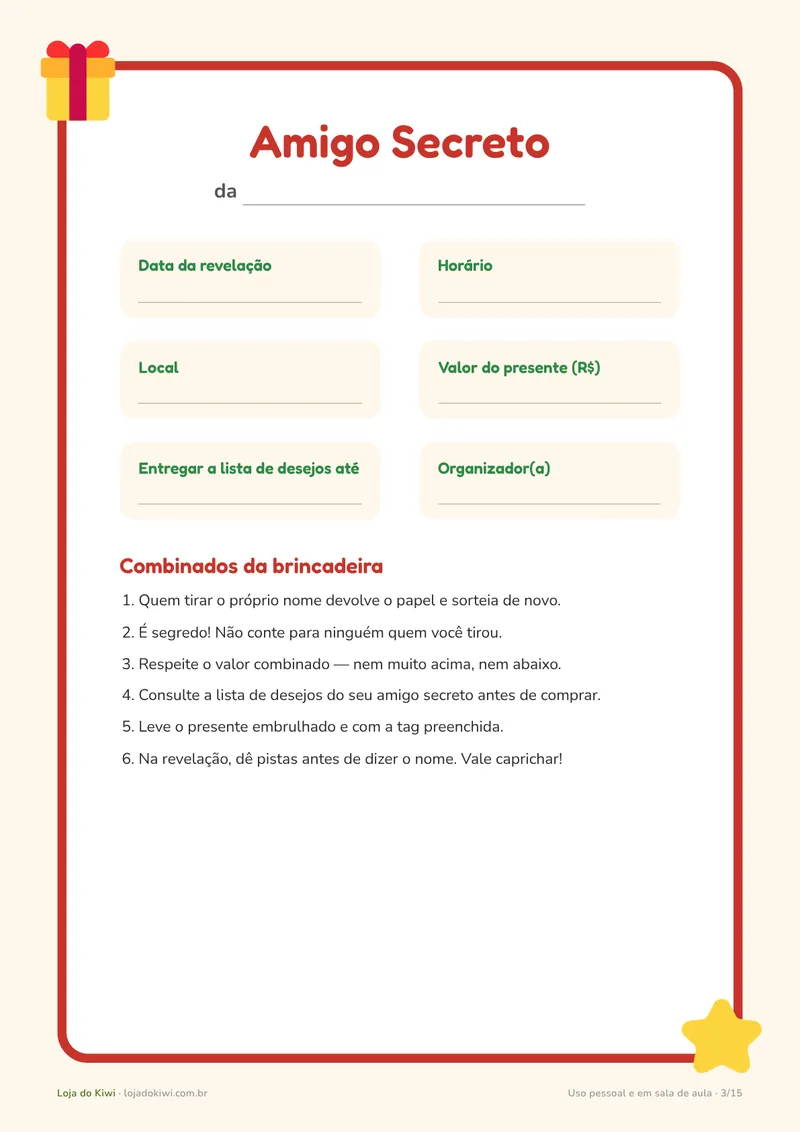 Amigo Secreto
da
Data da revelação
Horário
Local
Valor do presente (R$)
Entregar a lista de desejos até
Organizador(a)
Combinados da brincadeira
1. Quem tirar o próprio nome devolve o papel e sorteia de novo.
2. É segredo! Não conte para ninguém quem você tirou.
3. Respeite o valor combinado — nem muito acima, nem abaixo.
4. Consulte a lista de desejos do seu amigo secreto antes de comprar.
5. Leve o presente embrulhado e com a tag preenchida.
6. Na revelação, dê pistas antes de dizer o nome. Vale caprichar!
Loja do Kiwi · lojadokiwi.com.br
Uso pessoal e em sala de aula · 3/15